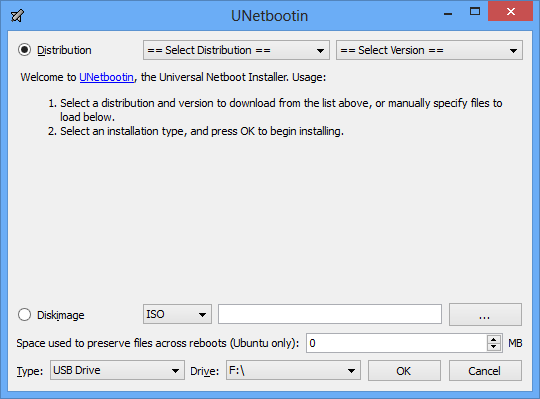 UNetbootin
Distribution == Select Distribution == == Select Version ==
Welcome to UNetbootin, the Universal Netboot Installer. Usage:
1. Select a distribution and version to download from the list above, or manually specify files to
load below.
2. Select an installation type, and press OK to begin installing.
Diskimage ISO ...
Space used to preserve files across reboots (Ubuntu only): 0 MB
Type: USB Drive Drive: F:\ OK Cancel